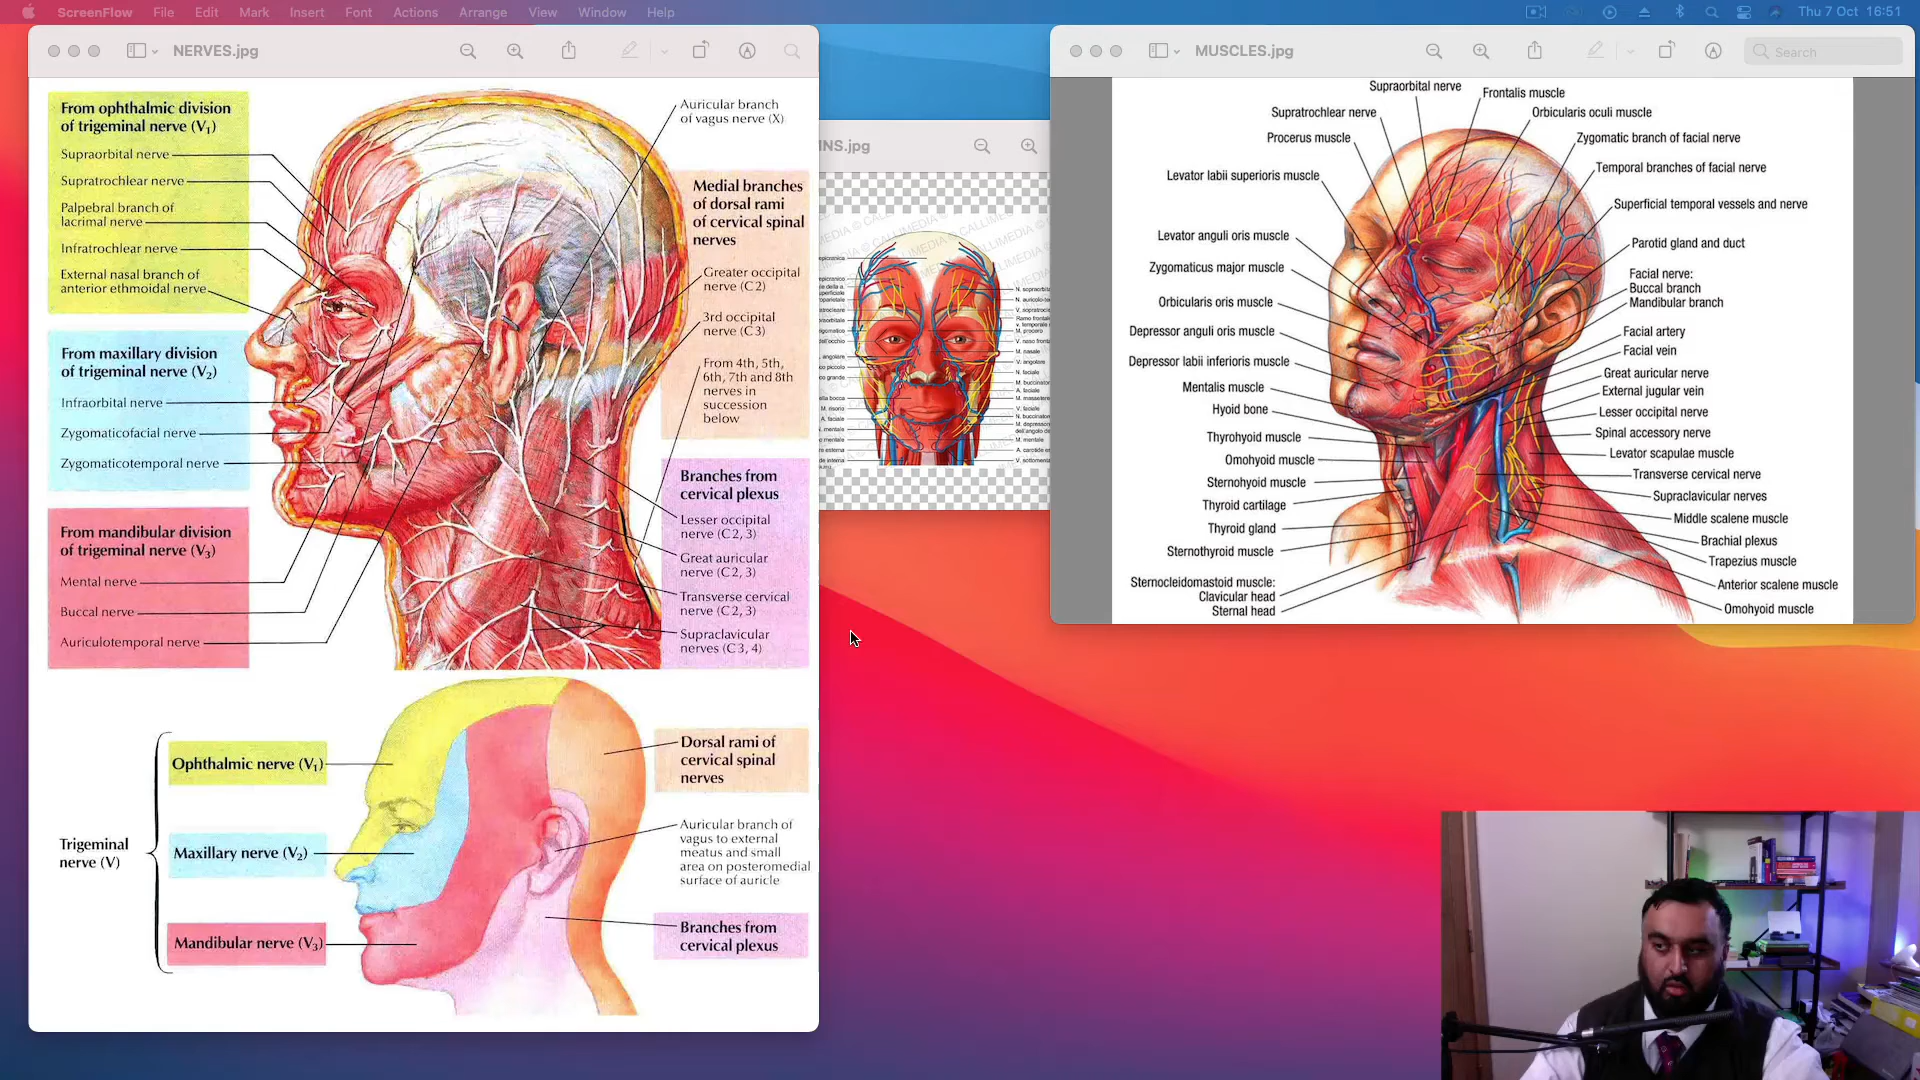 ScreenFlow File Edit Mark Insert Font Actions Arrange View Window Help
Thu 7 Oct 16:51
NERVES.jpg
From ophthalmic division
of trigeminal nerve (V1)
Supraorbital nerve
Supratrochlear nerve
Palpebral branch of
lacrimal nerve
Infratrochlear nerve
External nasal branch of
anterior ethmoidal nerve
From maxillary division
of trigeminal nerve (V2)
Infraorbital nerve
Zygomaticofacial nerve
Zygomaticotemporal nerve
From mandibular division
of trigeminal nerve (V3)
Mental nerve
Buccal nerve
Auriculotemporal nerve
Auricular branch
of vagus nerve (X)
Medial branches
of dorsal rami
of cervical spinal
nerves
Greater occipital
nerve (C2)
3rd occipital
nerve (C3)
From 4th, 5th,
6th, 7th and 8th
nerves in
succession
below
Branches from
cervical plexus
Lesser occipital
nerve (C2, 3)
Great auricular
nerve (C2, 3)
Transverse cervical
nerve (C2, 3)
Supraclavicular
nerves (C3, 4)
Trigeminal
nerve (V)
Ophthalmic nerve (V1)
Maxillary nerve (V2)
Mandibular nerve (V3)
Dorsal rami of
cervical spinal
nerves
Auricular branch of
vagus to external
meatus and small
area on posteromedial
surface of auricle
Branches from
cervical plexus
INS.jpg
MUSCLES.jpg
Search
Supraorbital nerve
Supratrochlear nerve
Procerus muscle
Levator labii superioris muscle
Levator anguli oris muscle
Zygomaticus major muscle
Orbicularis oris muscle
Depressor anguli oris muscle
Depressor labii inferioris muscle
Mentalis muscle
Hyoid bone
Thyrohyoid muscle
Omohyoid muscle
Sternohyoid muscle
Thyroid cartilage
Thyroid gland
Sternothyroid muscle
Sternocleidomastoid muscle:
Clavicular head
Sternal head
Frontalis muscle
Orbicularis oculi muscle
Zygomatic branch of facial nerve
Temporal branches of facial nerve
Superficial temporal vessels and nerve
Parotid gland and duct
Facial nerve:
Buccal branch
Mandibular branch
Facial artery
Facial vein
Great auricular nerve
External jugular vein
Lesser occipital nerve
Spinal accessory nerve
Levator scapulae muscle
Transverse cervical nerve
Supraclavicular nerves
Middle scalene muscle
Brachial plexus
Trapezius muscle
Anterior scalene muscle
Omohyoid muscle